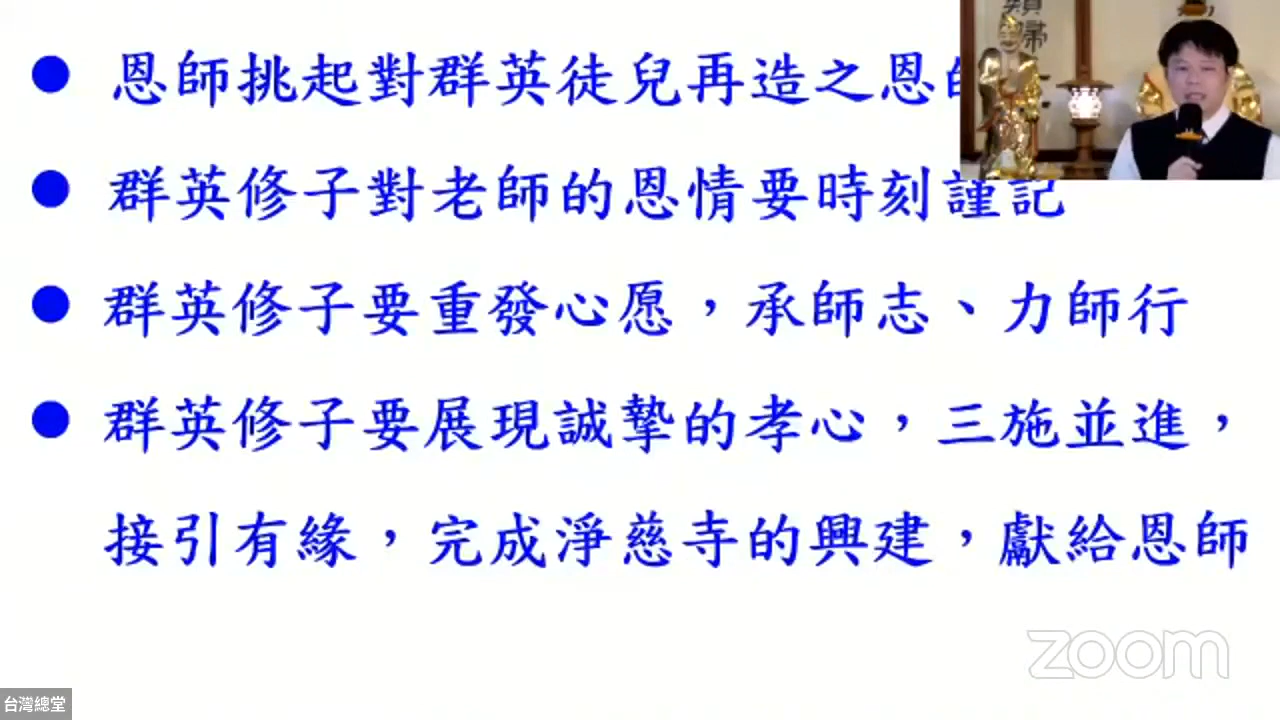 ● 恩師挑起對群英徒兒再造之恩的
● 群英修子對老師的恩情要時刻謹記
● 群英修子要重發心愿，承師志、力師行
● 群英修子要展現誠摯的孝心，三施並進，
接引有緣，完成淨慈寺的興建，獻給恩師
zoom
台灣總堂